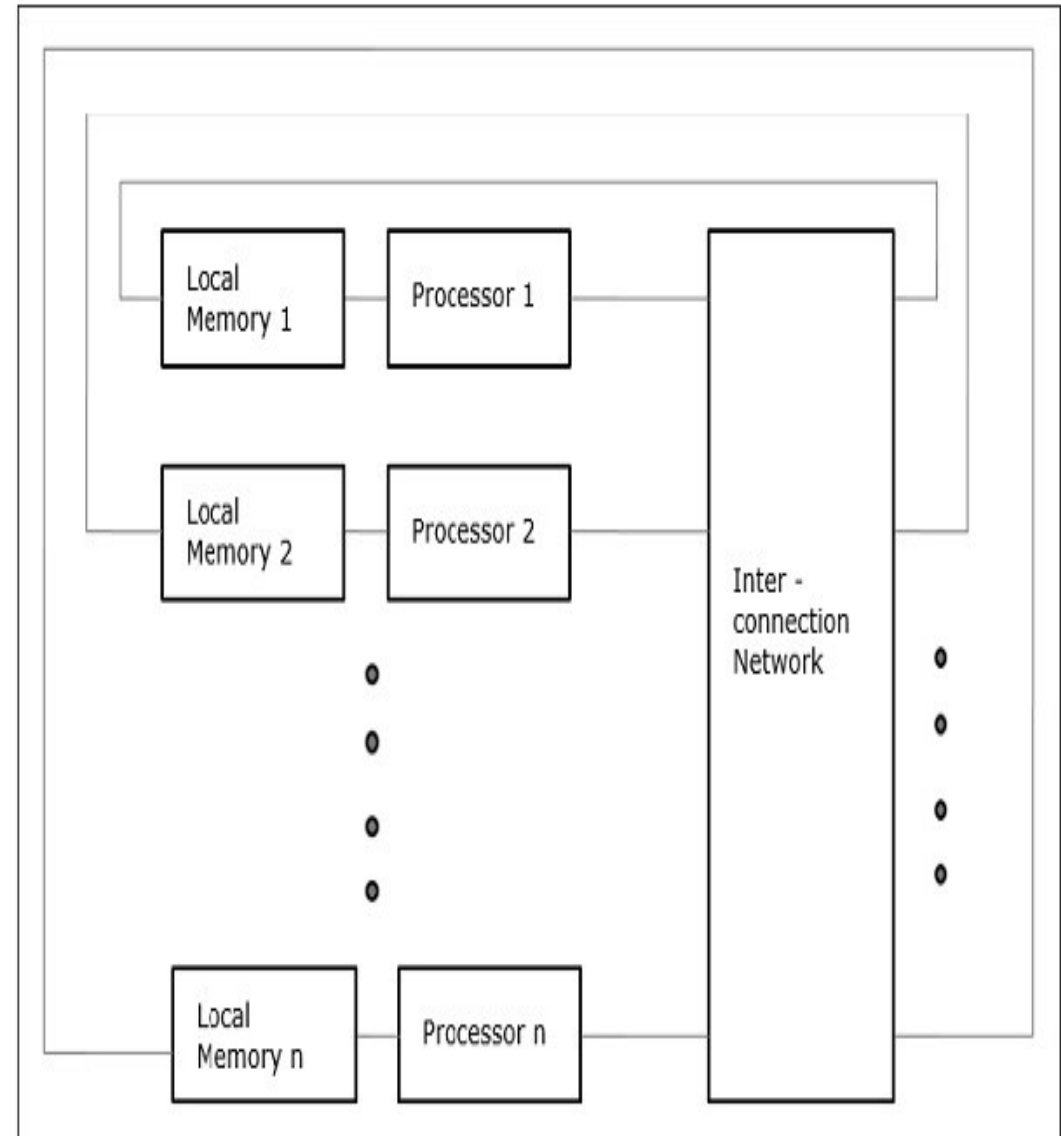 Local
Memory 1
Processor 1
Local
Memory 2
Processor 2
Inter -
connection
Network
Local
Memory n
Processor n